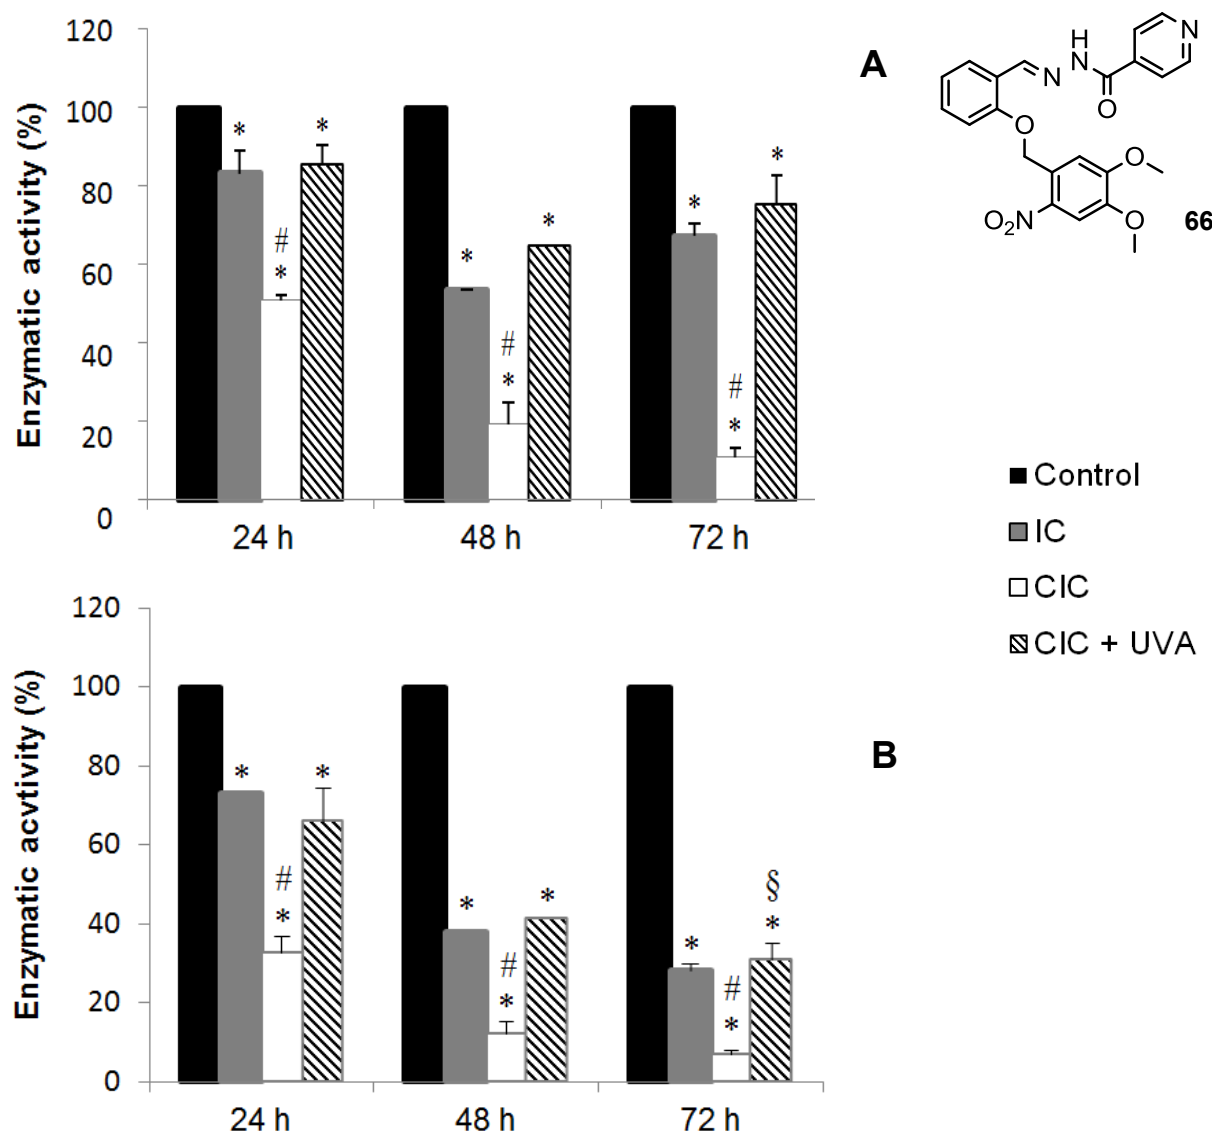 Enzymatic activity (%)
120
100
80
60
40
20
0
* # * *
* # * *
* # * *
24 h 48 h 72 h
A
H
N
N
N
O
O
O
O
O₂N
66
Control
IC
CIC
CIC + UVA
Enzymatic acvtivity (%)
120
100
80
60
40
20
0
* # * *
* # * *
* # * § *
24 h 48 h 72 h
B